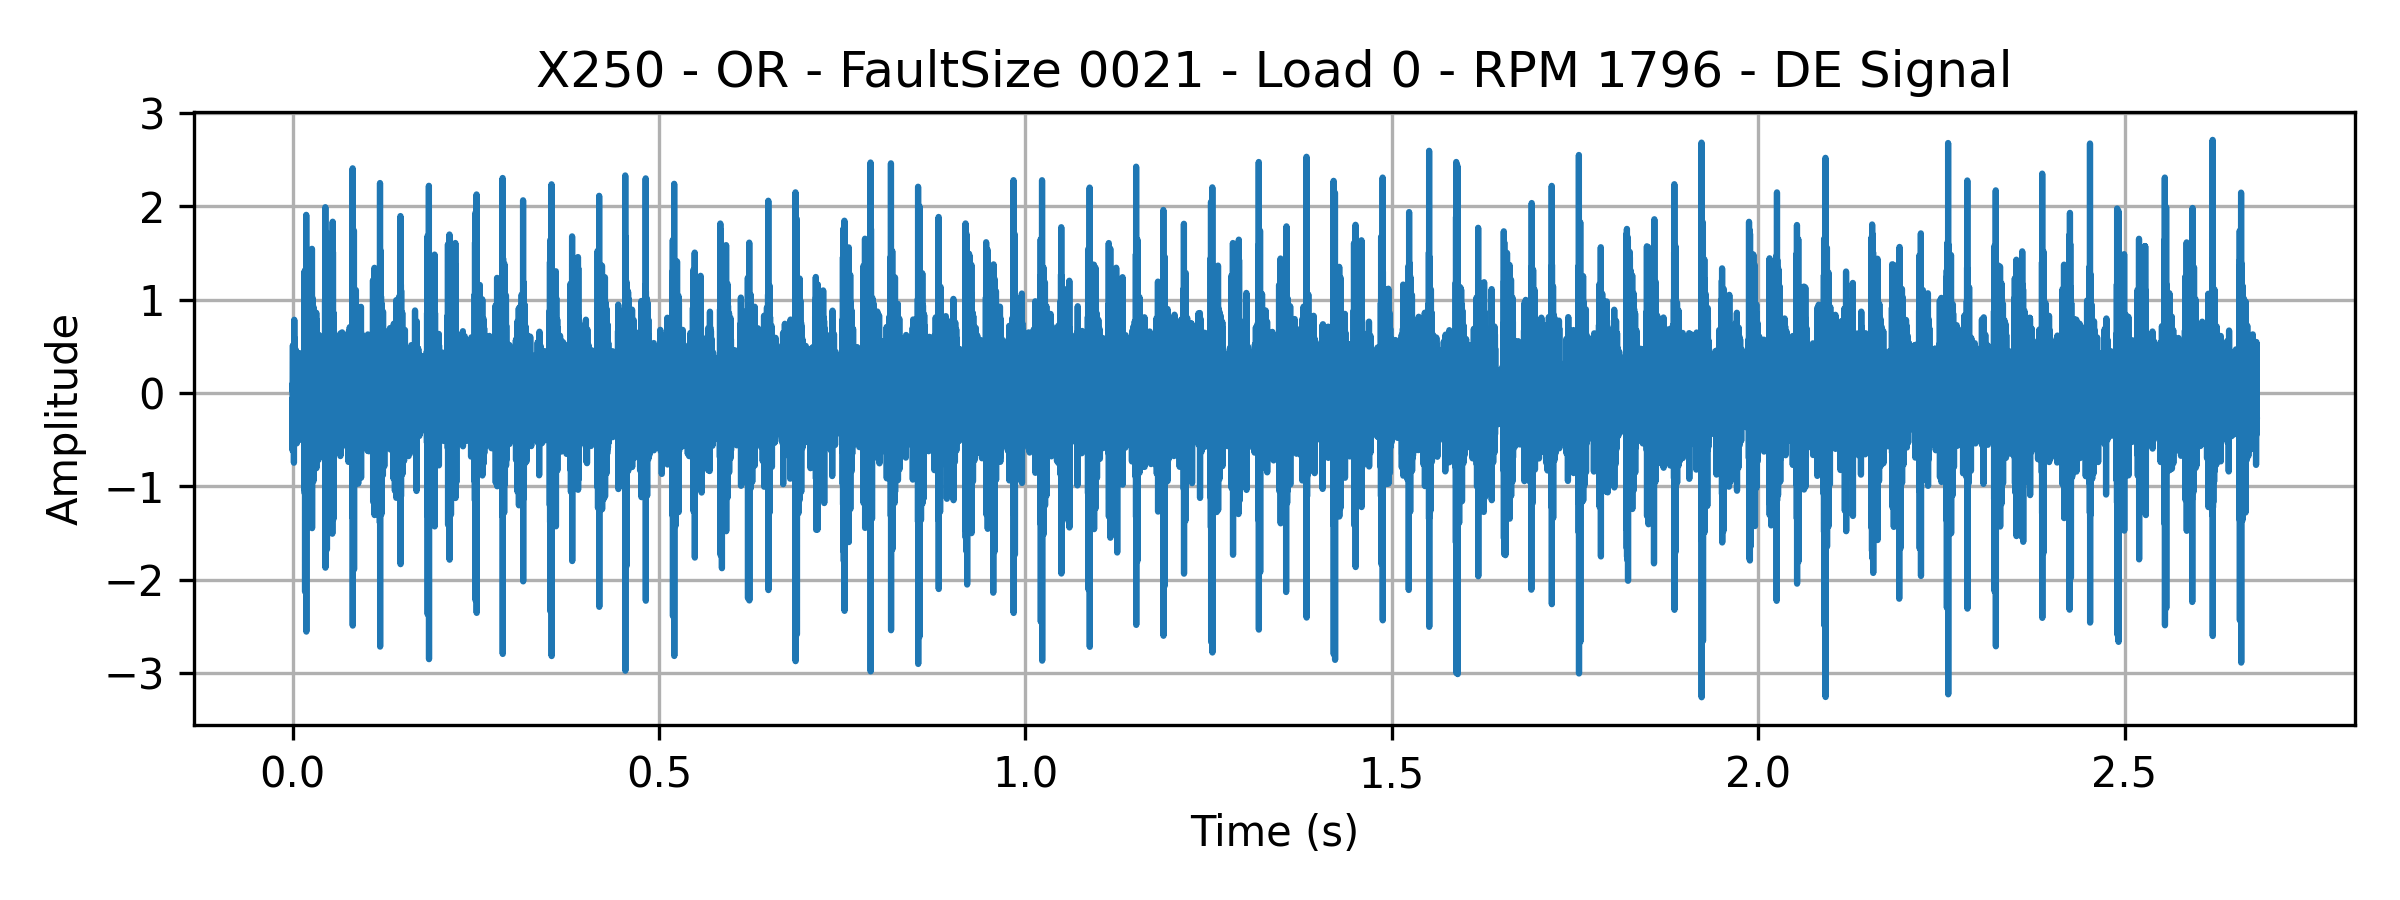 X250 - OR - FaultSize 0021 - Load 0 - RPM 1796 - DE Signal
3
2
1
0
−1
−2
−3
Amplitude
0.0 0.5 1.0 1.5 2.0 2.5
Time (s)